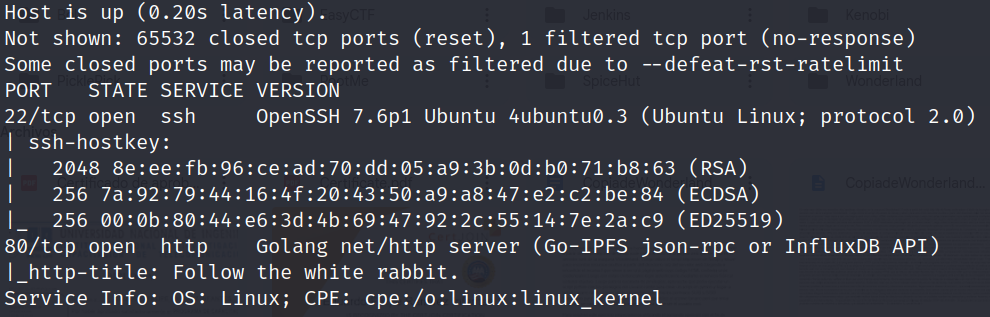 Host is up (0.20s latency).
Not shown: 65532 closed tcp ports (reset), 1 filtered tcp port (no-response)
Some closed ports may be reported as filtered due to --defeat-rst-ratelimit
PORT   STATE SERVICE VERSION
22/tcp open  ssh     OpenSSH 7.6p1 Ubuntu 4ubuntu0.3 (Ubuntu Linux; protocol 2.0)
| ssh-hostkey:
|   2048 8e:ee:fb:96:ce:ad:70:dd:05:a9:3b:0d:b0:71:b8:63 (RSA)
|   256 7a:92:79:44:16:4f:20:43:50:a9:a8:47:e2:c2:be:84 (ECDSA)
|_  256 00:0b:80:44:e6:3d:4b:69:47:92:2c:55:14:7e:2a:c9 (ED25519)
80/tcp open  http    Golang net/http server (Go-IPFS json-rpc or InfluxDB API)
|_http-title: Follow the white rabbit.
Service Info: OS: Linux; CPE: cpe:/o:linux:linux_kernel
EasyCTF
Jenkins
Kenobi
RootMe
SpiceHut
Wonderland
CopiadeWonderland...